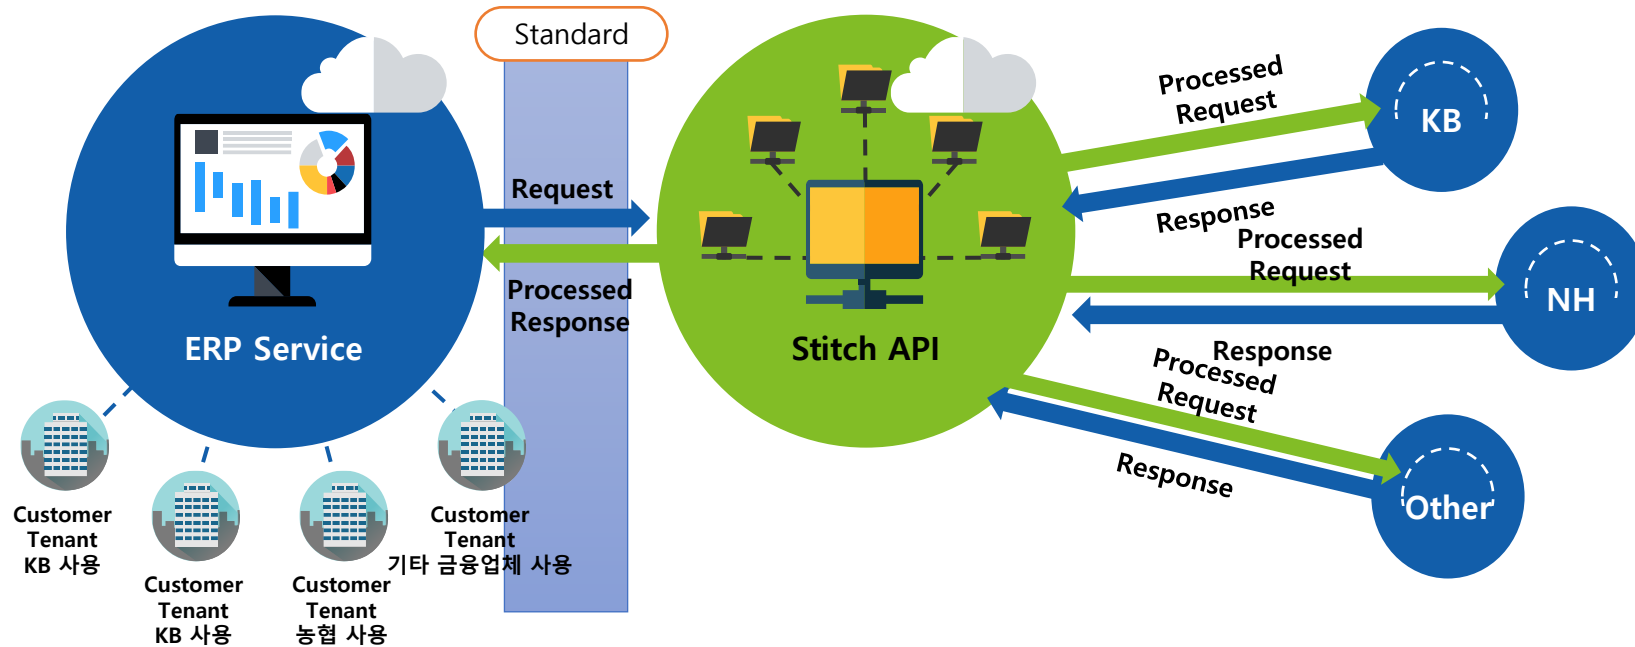 Standard
Request
Processed
Response
ERP Service
Stitch API
Processed
Request
Response
KB
Processed
Request
Response
NH
Processed
Request
Response
Other
Customer
Tenant
KB 사용
Customer
Tenant
KB 사용
Customer
Tenant
농협 사용
Customer
Tenant
기타 금융업체 사용